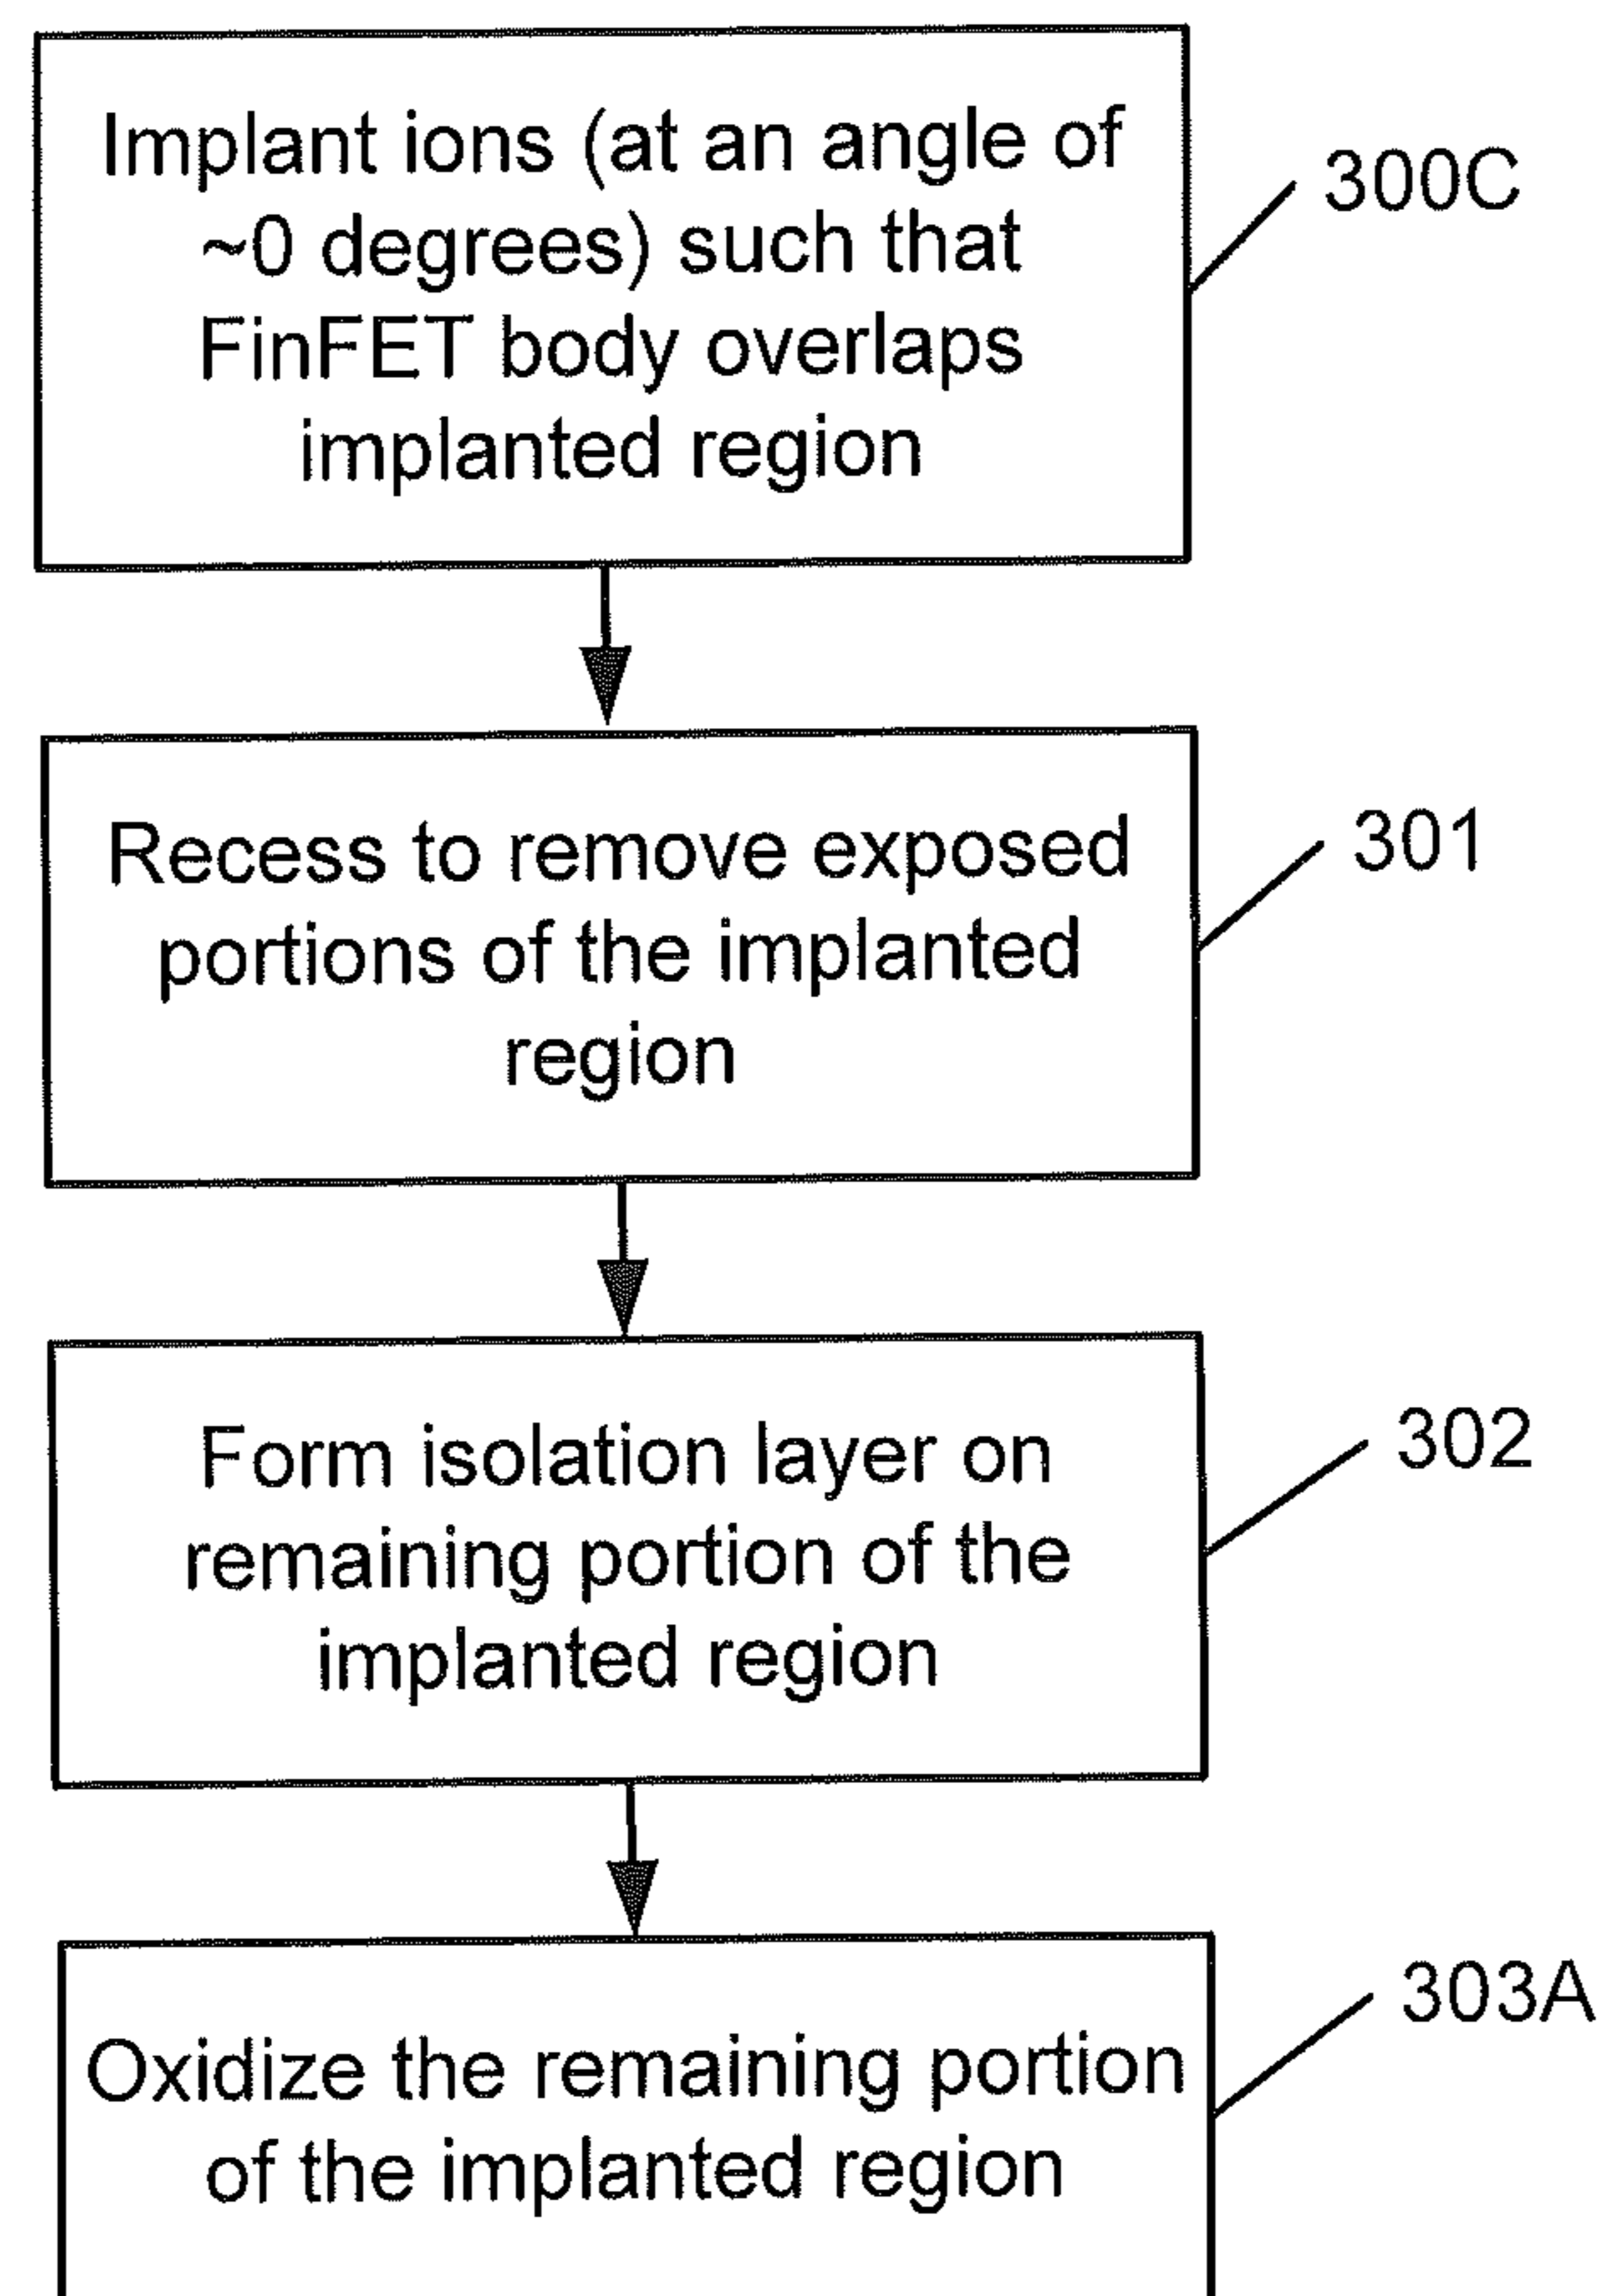 Implant ions (at an angle of
~0 degrees) such that
FinFET body overlaps
implanted region
300C
Recess to remove exposed
portions of the implanted
region
301
Form isolation layer on
remaining portion of the
implanted region
302
Oxidize the remaining portion
of the implanted region
303A